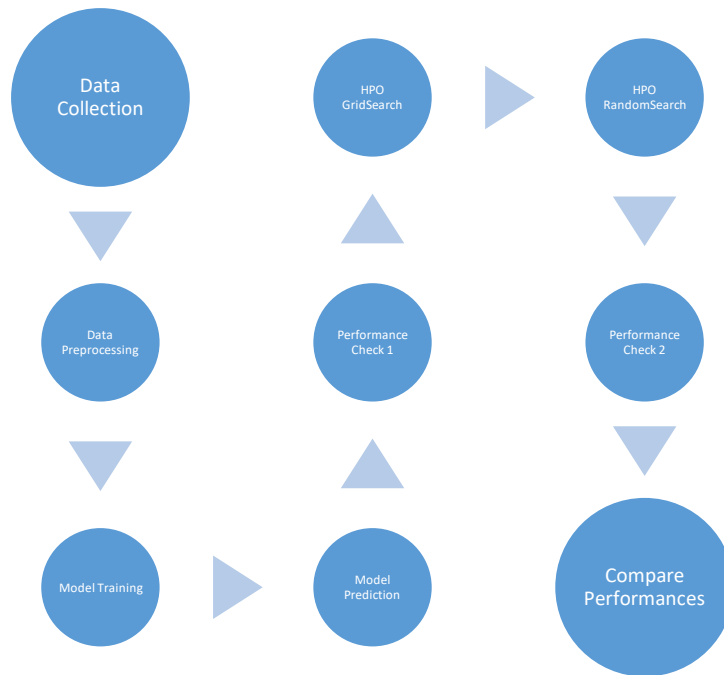 Data
Collection
Data
Preprocessing
Model Training
Model
Prediction
Performance
Check 1
HPO
GridSearch
HPO
RandomSearch
Performance
Check 2
Compare
Performances